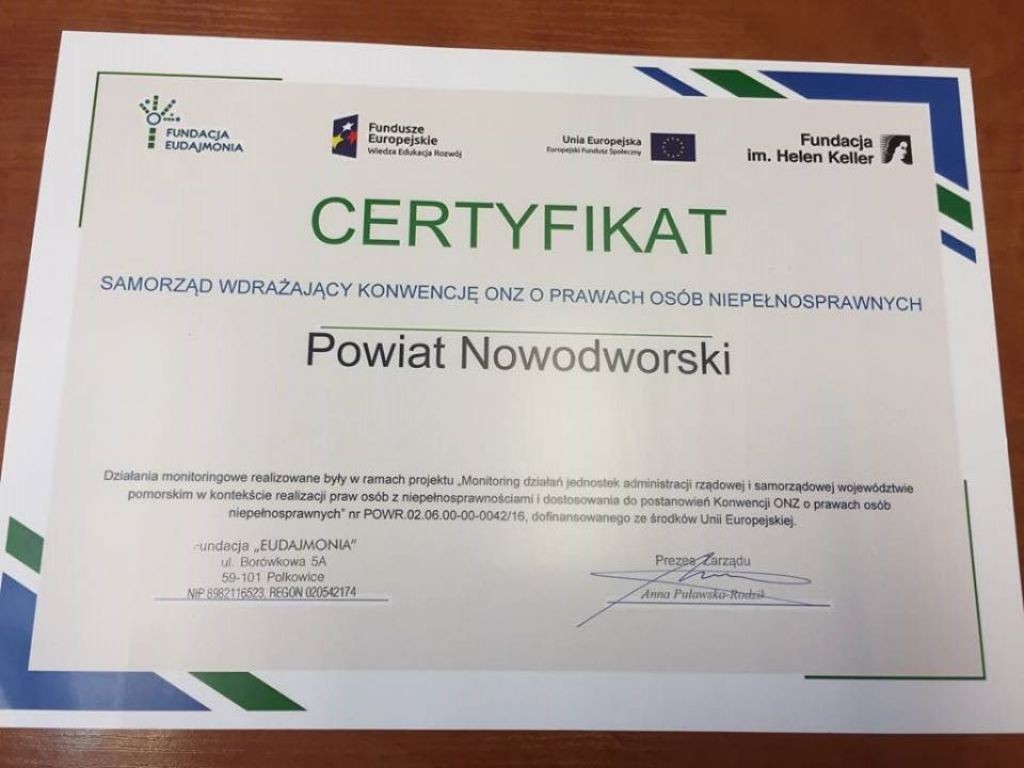 FUNDACJA
EUDAJMONIA
Fundusze
Europejskie
Wiedza Edukacja Rozwój
Unia Europejska
Europejski Fundusz Społeczny
Fundacja
im. Helen Keller
CERTYFIKAT
SAMORZĄD WDRAŻAJĄCY KONWENCJĘ ONZ O PRAWACH OSÓB NIEPEŁNOSPRAWNYCH
Powiat Nowodworski
Działania monitoringowe realizowane były w ramach projektu „Monitoring działań jednostek administracji rządowej i samorządowej województwie
pomorskim w kontekście realizacji praw osób z niepełnosprawnościami i dostosowania do postanowień Konwencji ONZ o prawach osób
niepełnosprawnych” nr POWR.02.06.00-00-0042/16, dofinansowanego ze środków Unii Europejskiej.
Fundacja „EUDAJMONIA”
ul. Borówkowa 5A
59-101 Polkowice
NIP 8982116523, REGON 020542174
Prezes Zarządu
Anna Puławska-Rodzik